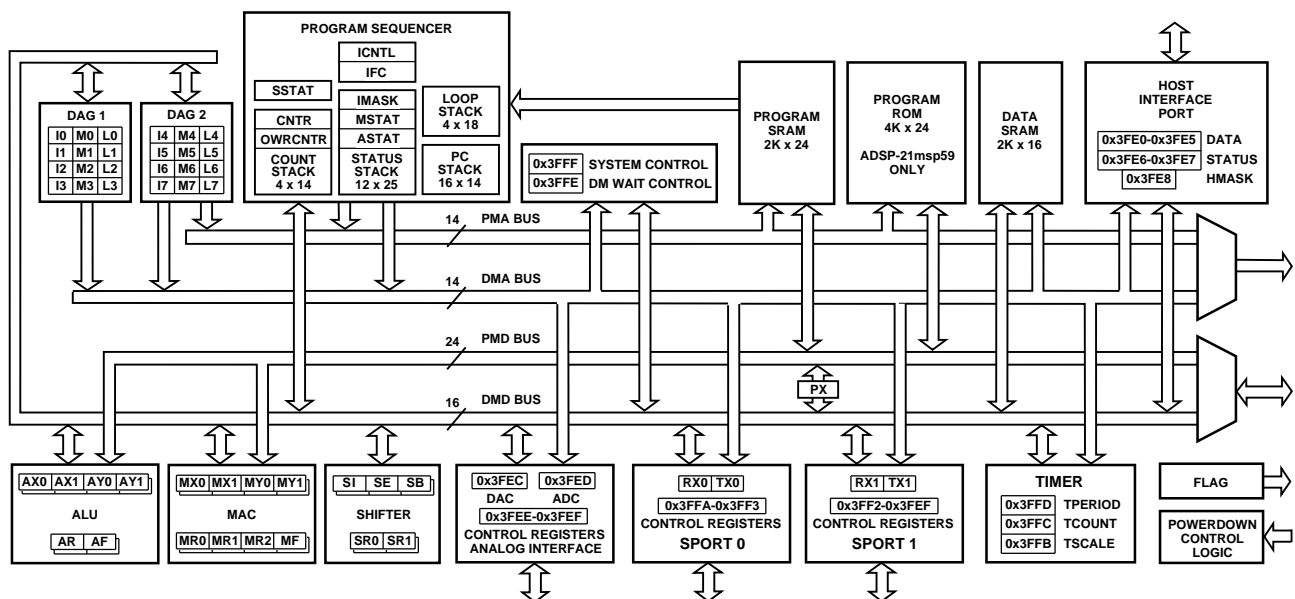 PROGRAM SEQUENCER
ICNTL
IFC
SSTAT
CNTR
OWRCNTR
COUNT
STACK
4 x 14
IMASK
MSTAT
ASTAT
STATUS
STACK
12 x 25
LOOP
STACK
4 x 18
PC
STACK
16 x 14
DAG 1
I0 M0 L0
I1 M1 L1
I2 M2 L2
I3 M3 L3
DAG 2
I4 M4 L4
I5 M5 L5
I6 M6 L6
I7 M7 L7
0x3FFF SYSTEM CONTROL
0x3FFE DM WAIT CONTROL
PROGRAM
SRAM
2K x 24
PROGRAM
ROM
4K x 24
ADSP-21msp59
ONLY
DATA
SRAM
2K x 16
HOST
INTERFACE
PORT
0x3FE0-0x3FE5 DATA
0x3FE6-0x3FE7 STATUS
0x3FE8 HMASK
14 PMA BUS
14 DMA BUS
24 PMD BUS
PX
16 DMD BUS
AX0 AX1 AY0 AY1
ALU
AR AF
MX0 MX1 MY0 MY1
MAC
MR0 MR1 MR2 MF
SI SE SB
SHIFTER
SR0 SR1
0x3FEC 0x3FED
DAC ADC
0x3FEE-0x3FEF
CONTROL REGISTERS
ANALOG INTERFACE
RX0 TX0
0x3FFA-0x3FF3
CONTROL REGISTERS
SPORT 0
RX1 TX1
0x3FF2-0x3FEF
CONTROL REGISTERS
SPORT 1
TIMER
0x3FFD TPERIOD
0x3FFC TCOUNT
0x3FFB TSCALE
FLAG
POWERDOWN
CONTROL
LOGIC